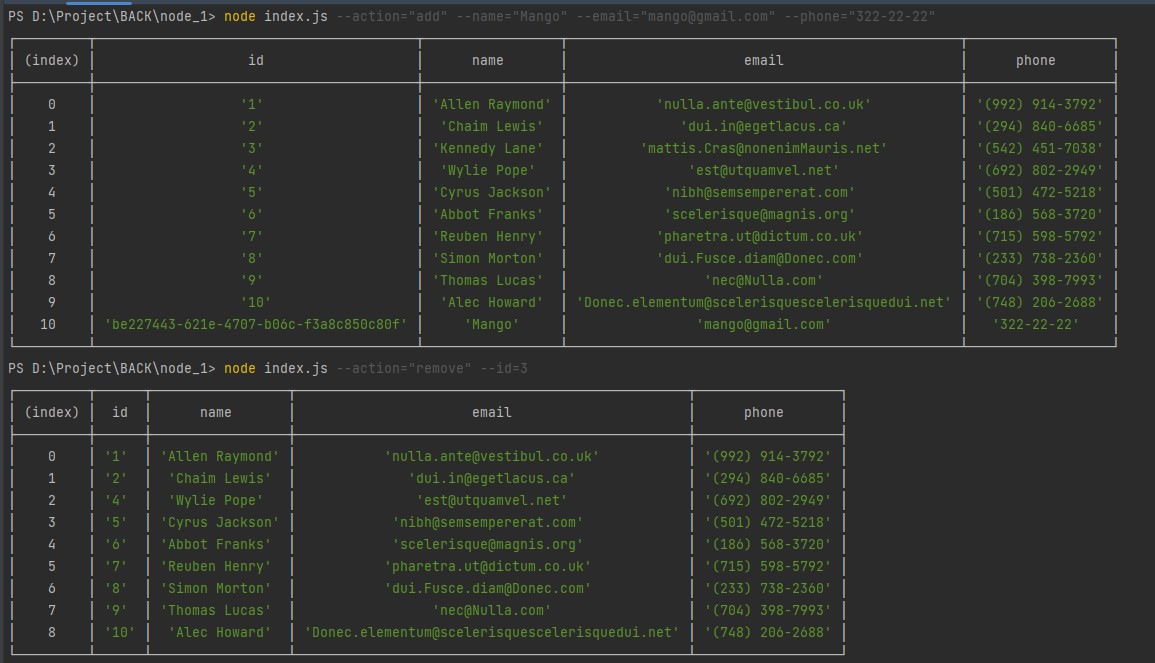 PS D:\Project\BACK\node_1> node index.js --action="add" --name="Mango" --email="mango@gmail.com" --phone="322-22-22"
(index) id name email phone
0 '1' 'Allen Raymond' 'nulla.ante@vestibul.co.uk' '(992) 914-3792'
1 '2' 'Chaim Lewis' 'dui.in@egetlacus.ca' '(294) 840-6685'
2 '3' 'Kennedy Lane' 'mattis.Cras@nonenimMauris.net' '(542) 451-7038'
3 '4' 'Wylie Pope' 'est@utquamvel.net' '(692) 802-2949'
4 '5' 'Cyrus Jackson' 'nibh@semsempererat.com' '(501) 472-5218'
5 '6' 'Abbot Franks' 'scelerisque@magnis.org' '(186) 568-3720'
6 '7' 'Reuben Henry' 'pharetra.ut@dictum.co.uk' '(715) 598-5792'
7 '8' 'Simon Morton' 'dui.Fusce.diam@Donec.com' '(233) 738-2360'
8 '9' 'Thomas Lucas' 'nec@Nulla.com' '(704) 398-7993'
9 '10' 'Alec Howard' 'Donec.elementum@scelerisquescelerisquedui.net' '(748) 206-2688'
10 'be227443-621e-4707-b06c-f3a8c850c80f' 'Mango' 'mango@gmail.com' '322-22-22'
PS D:\Project\BACK\node_1> node index.js --action="remove" --id=3
(index) id name email phone
0 '1' 'Allen Raymond' 'nulla.ante@vestibul.co.uk' '(992) 914-3792'
1 '2' 'Chaim Lewis' 'dui.in@egetlacus.ca' '(294) 840-6685'
2 '4' 'Wylie Pope' 'est@utquamvel.net' '(692) 802-2949'
3 '5' 'Cyrus Jackson' 'nibh@semsempererat.com' '(501) 472-5218'
4 '6' 'Abbot Franks' 'scelerisque@magnis.org' '(186) 568-3720'
5 '7' 'Reuben Henry' 'pharetra.ut@dictum.co.uk' '(715) 598-5792'
6 '8' 'Simon Morton' 'dui.Fusce.diam@Donec.com' '(233) 738-2360'
7 '9' 'Thomas Lucas' 'nec@Nulla.com' '(704) 398-7993'
8 '10' 'Alec Howard' 'Donec.elementum@scelerisquescelerisquedui.net' '(748) 206-2688'